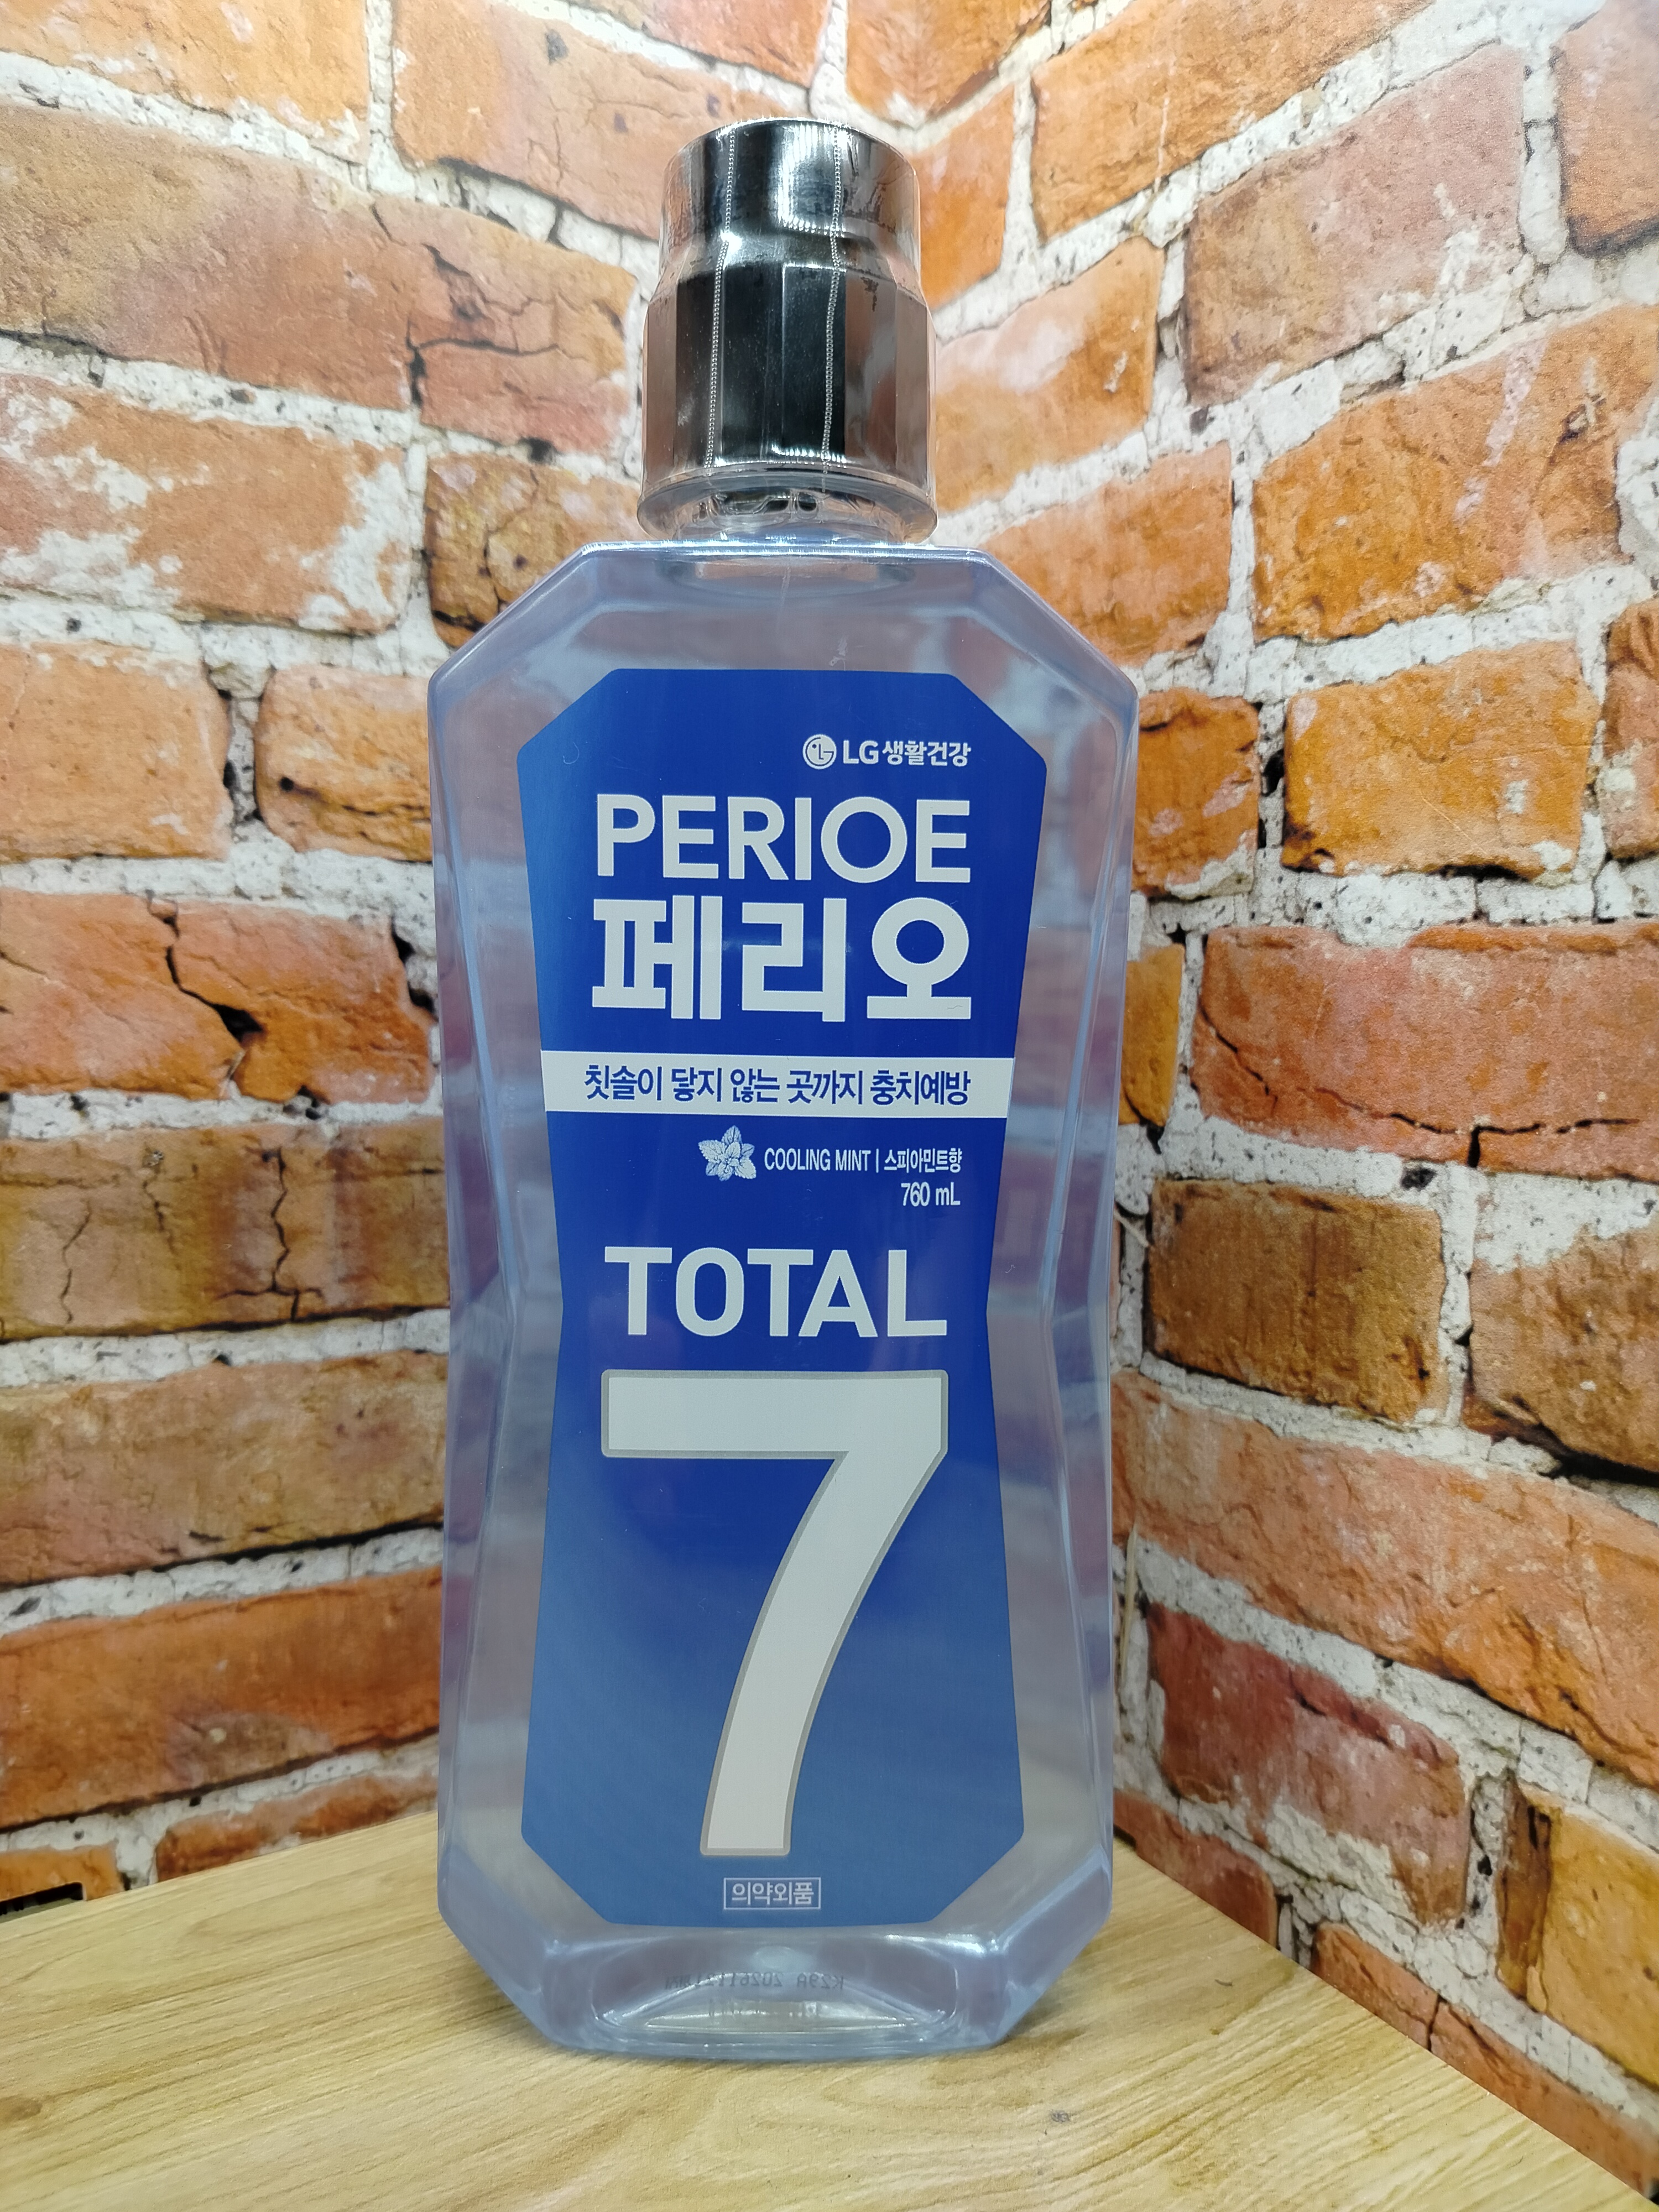 LG생활건강
PERIOE
페리오
칫솔이 닿지 않는 곳까지 충치예방
COOLING MINT | 스피아민트향
760 mL
TOTAL
7
의약외품